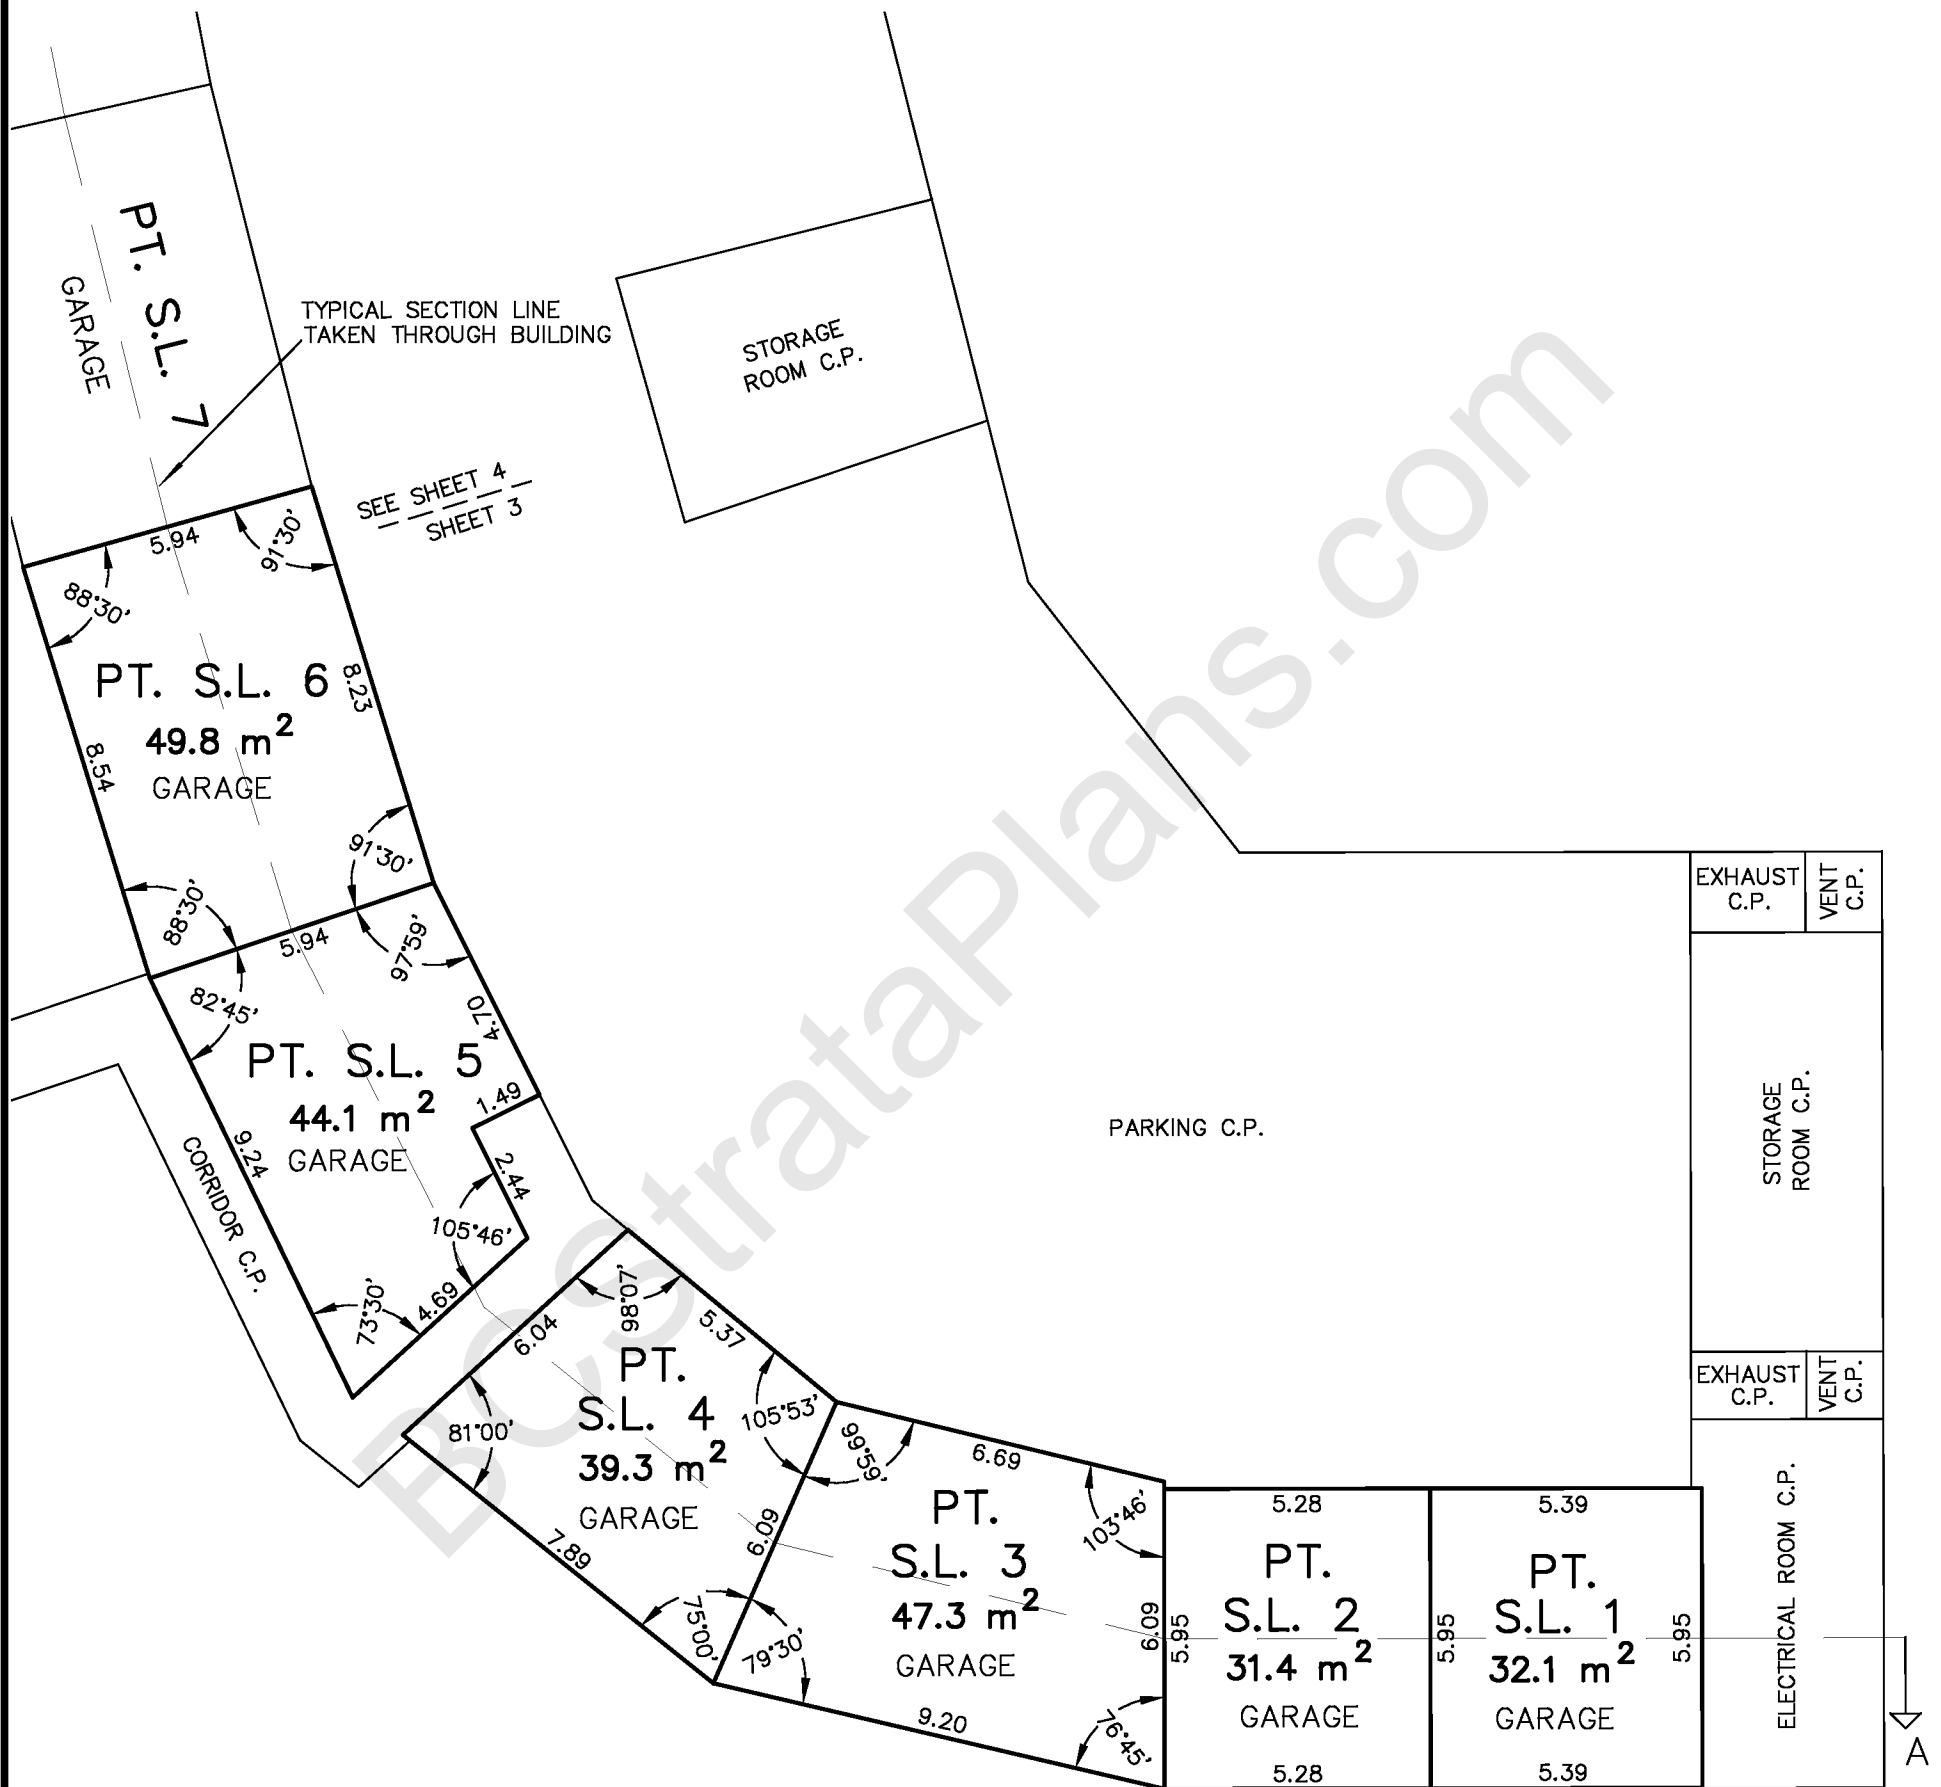 PT. S.L. 7
GARAGE
TYPICAL SECTION LINE
TAKEN THROUGH BUILDING
STORAGE
ROOM C.P.
SEE SHEET 4
SHEET 3
5.94
91°30'
88°30'
PT. S.L. 6
49.8 m²
GARAGE
8.23
8.54
91°30'
88°30'
5.94
97°59'
82°45'
4.70
PT. S.L. 5
44.1 m²
GARAGE
1.49
9.24
2.44
105°46'
73°30'
4.69
CORRIDOR C.P.
PARKING C.P.
EXHAUST
C.P.
VENT
C.P.
STORAGE
ROOM C.P.
EXHAUST
C.P.
VENT
C.P.
ELECTRICAL ROOM C.P.
6.04
98°07'
5.37
PT.
S.L. 4
39.3 m²
GARAGE
81°00'
105°53'
7.89
75°00'
6.09
99°59'
6.69
103°46'
PT.
S.L. 3
47.3 m²
GARAGE
79°30'
9.20
76°45'
6.09
5.95
5.28
PT.
S.L. 2
31.4 m²
GARAGE
5.28
5.95
5.39
PT.
S.L. 1
32.1 m²
GARAGE
5.39
5.95
A
BCStrataPlans.com